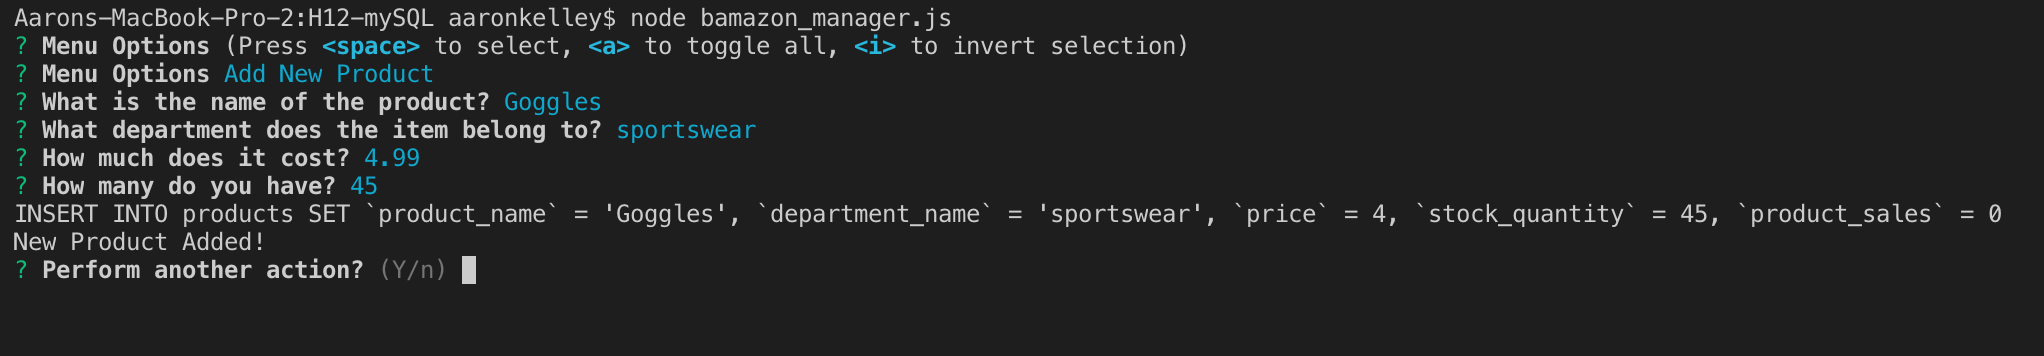 Aarons-MacBook-Pro-2:H12-mySQL aaronkelley$ node bamazon_manager.js
? Menu Options (Press <space> to select, <a> to toggle all, <i> to invert selection)
? Menu Options Add New Product
? What is the name of the product? Goggles
? What department does the item belong to? sportswear
? How much does it cost? 4.99
? How many do you have? 45
INSERT INTO products SET `product_name` = 'Goggles', `department_name` = 'sportswear', `price` = 4, `stock_quantity` = 45, `product_sales` = 0
New Product Added!
? Perform another action? (Y/n)